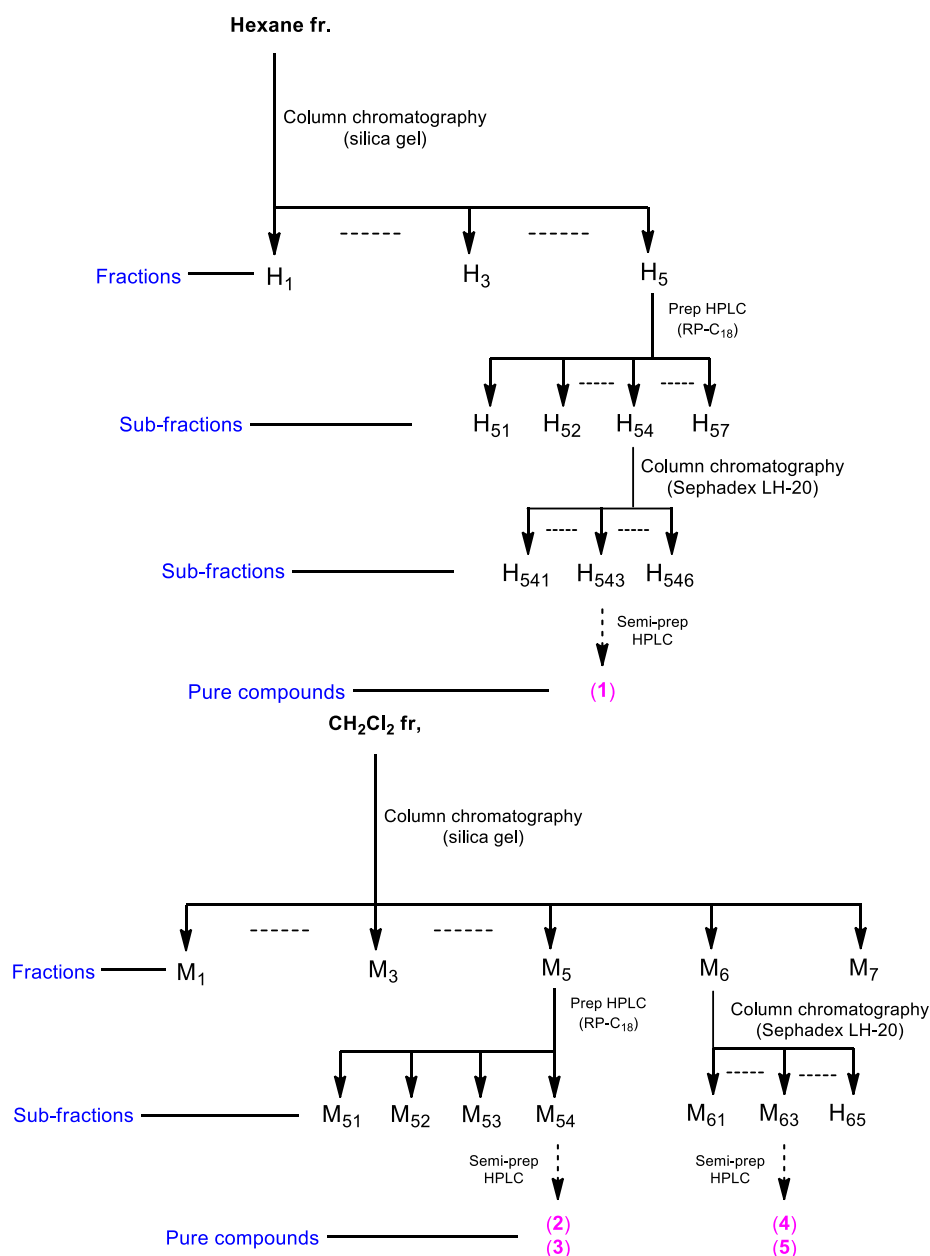 Hexane fr.
Column chromatography
(silica gel)
Fractions H₁ H₃ H₅
Prep HPLC
(RP-C₁₈)
Sub-fractions H₅₁ H₅₂ H₅₄ H₅₇
Column chromatography
(Sephadex LH-20)
Sub-fractions H₅₄₁ H₅₄₃ H₅₄₆
Semi-prep
HPLC
Pure compounds (1)
CH₂Cl₂ fr,
Column chromatography
(silica gel)
Fractions M₁ M₃ M₅ M₆ M₇
Prep HPLC
(RP-C₁₈)
Column chromatography
(Sephadex LH-20)
Sub-fractions M₅₁ M₅₂ M₅₃ M₅₄ M₆₁ M₆₃ H₆₅
Semi-prep
HPLC
Semi-prep
HPLC
(2) (4)
Pure compounds (3) (5)